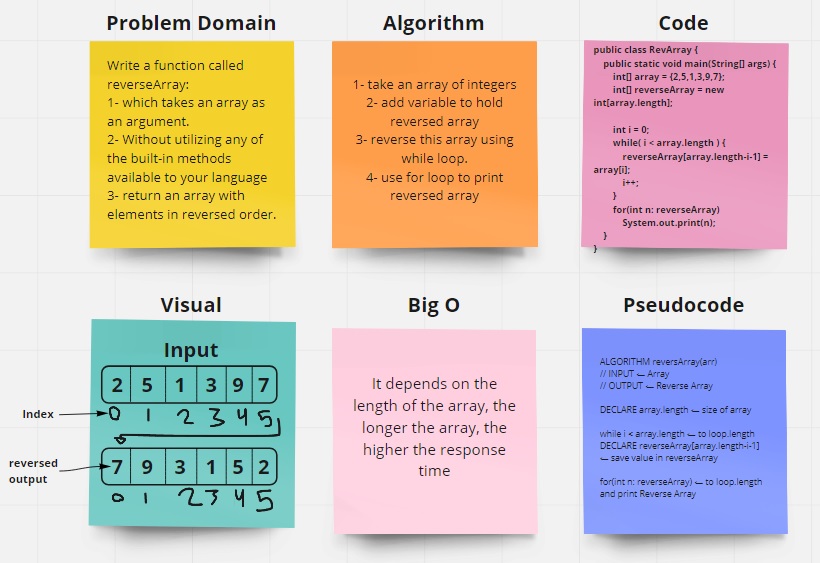 Problem Domain
Write a function called
reverseArray:
1- which takes an array as
an argument.
2- Without utilizing any of
the built-in methods
available to your language
3- return an array with
elements in reversed order.
Algorithm
1- take an array of integers
2- add variable to hold
reversed array
3- reverse this array using
while loop.
4- use for loop to print
reversed array
Code
public class RevArray {
public static void main(String[] args) {
int[] array = {2,5,1,3,9,7};
int[] reverseArray = new
int[array.length];
int i = 0;
while( i < array.length ) {
reverseArray[array.length-i-1] =
array[i];
i++;
}
for(int n: reverseArray)
System.out.print(n);
}
}
Visual
Input
2 5 1 3 9 7
Index
0 1 2 3 4 5
reversed
output
7 9 3 1 5 2
0 1 2 3 4 5
Big O
It depends on the
length of the array, the
longer the array, the
higher the response
time
Pseudocode
ALGORITHM reversArray(arr)
// INPUT ← Array
// OUTPUT ← Reverse Array
DECLARE array.length ← size of array
while i < array.length ← to loop.length
DECLARE reverseArray[array.length-i-1]
← save value in reverseArray
for(int n: reverseArray) ← to loop.length
and print Reverse Array